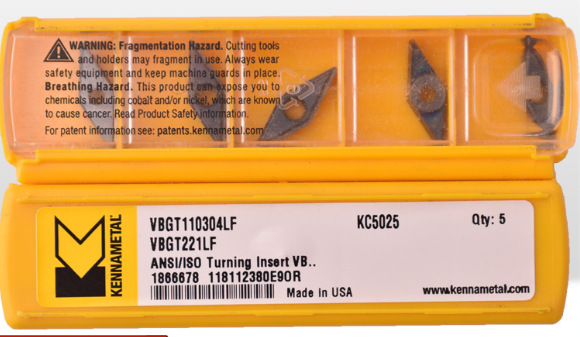 WARNING: Fragmentation Hazard. Cutting tools
and holders may fragment in use. Always wear
safety equipment and keep machine guards in place.
Breathing Hazard. This product can expose you to
chemicals including cobalt and/or nickel, which are known
to cause cancer. Read Product Safety Information.
For patent information see: patents.kennametal.com
KENNAMETAL
VBGT110304LF KC5025 Qty: 5
VBGT221LF
ANSI/ISO Turning Insert VB..
1866678 118112380E90R
Made In USA www.kennametal.com